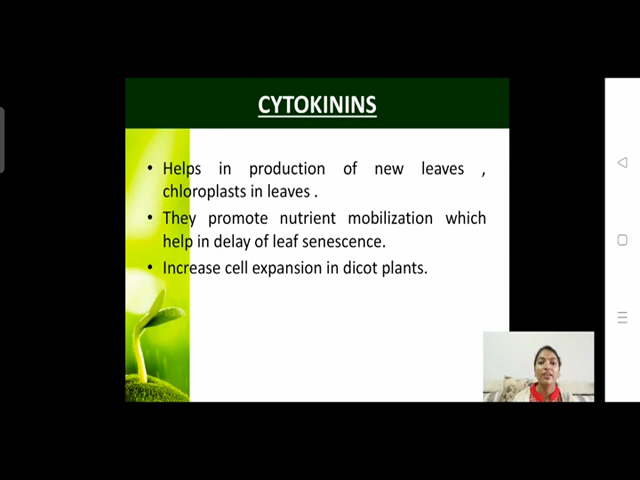 CYTOKININS
• Helps in production of new leaves ,
chloroplasts in leaves .
• They promote nutrient mobilization which
help in delay of leaf senescence.
• Increase cell expansion in dicot plants.